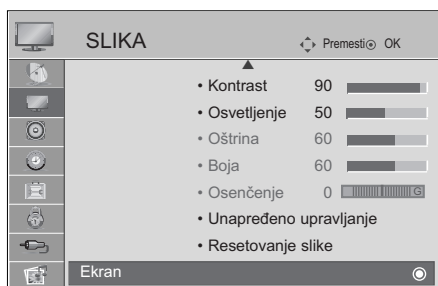 SLIKA Premesti OK
• Kontrast 90
• Osvetljenje 50
• Oštrina 60
• Boja 60
• Osenčenje 0 G
• Unapređeno upravljanje
• Resetovanje slike
Ekran